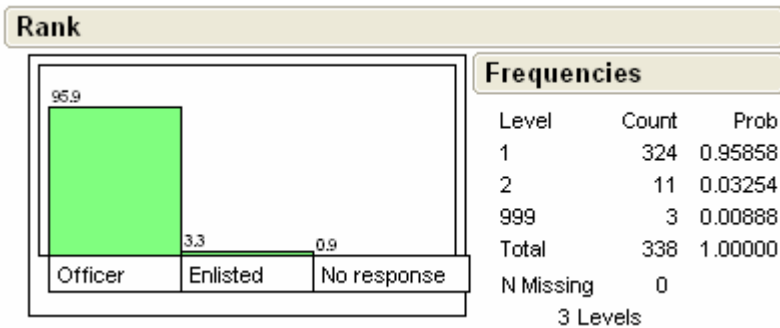 Rank
95.9
3.3
0.9
Officer Enlisted No response
Frequencies
Level Count Prob
1 324 0.95858
2 11 0.03254
999 3 0.00888
Total 338 1.00000
N Missing 0
3 Levels